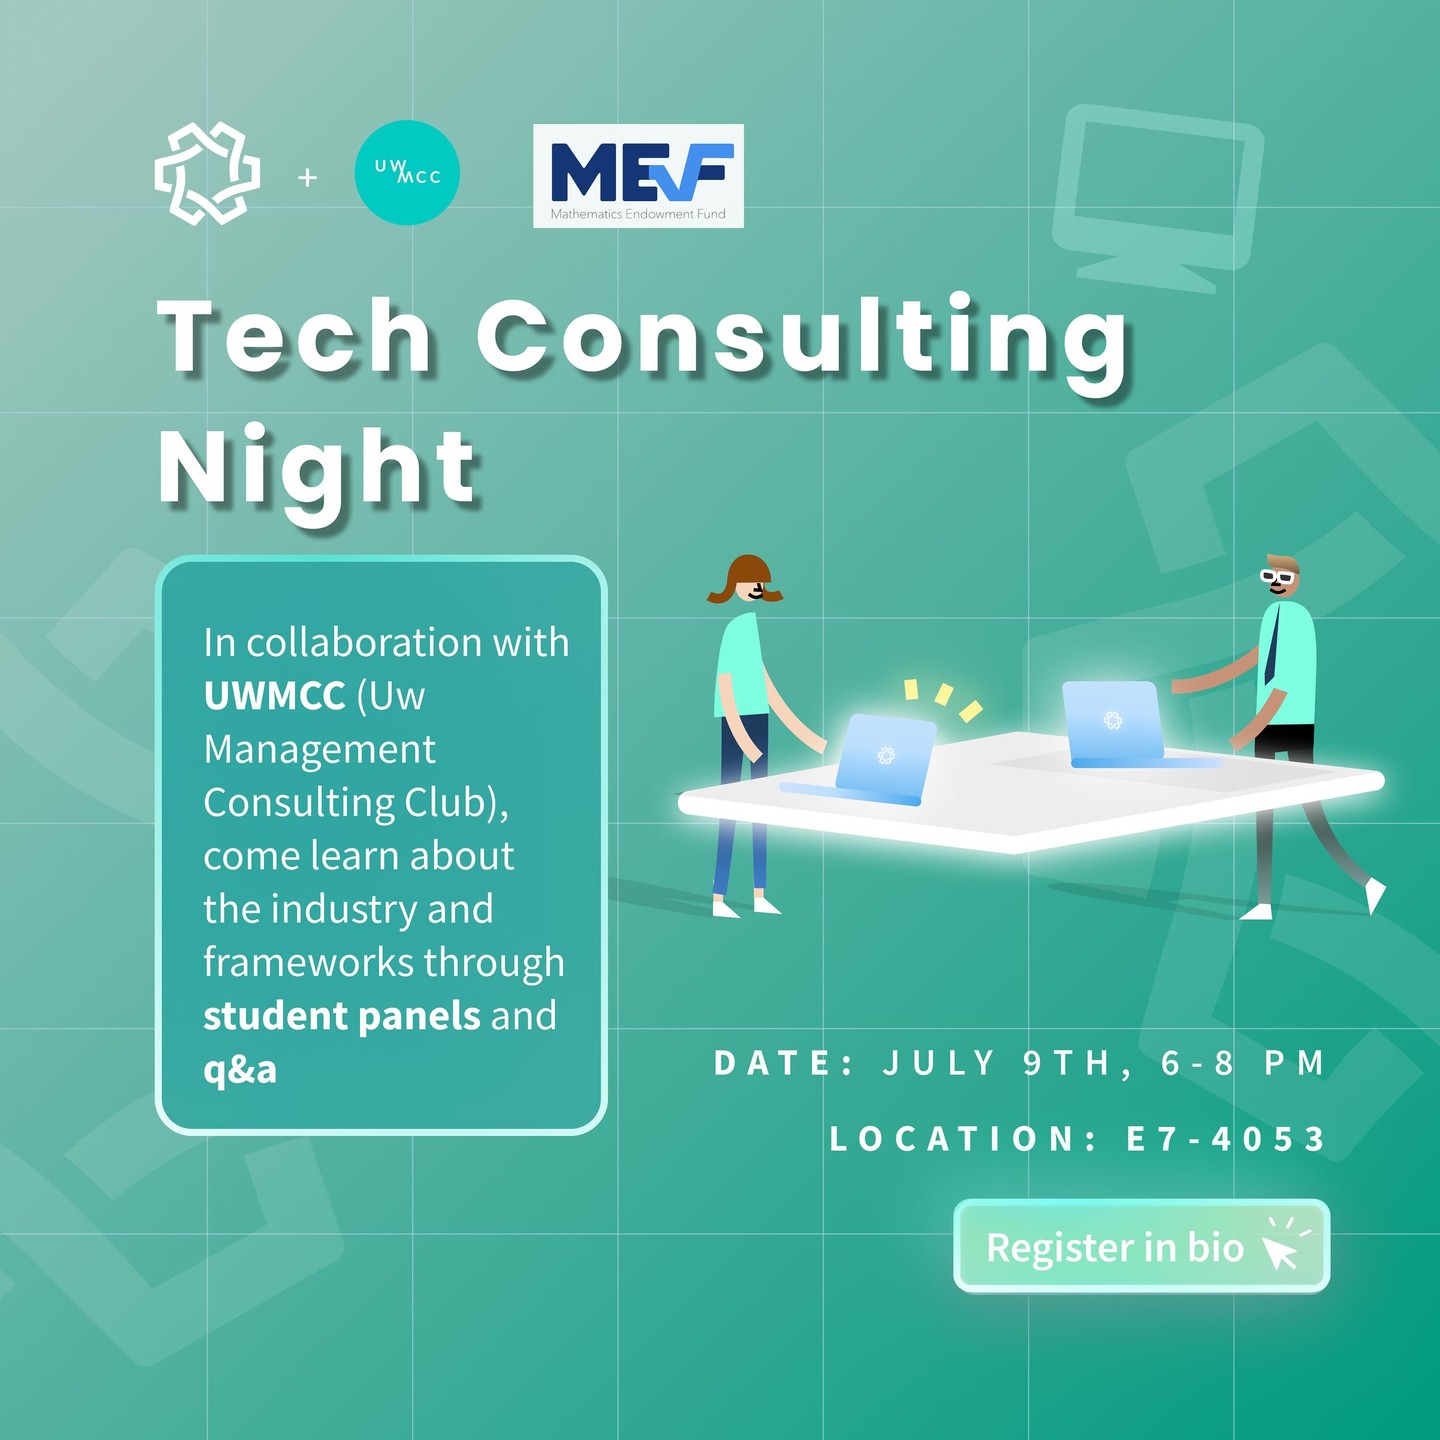 +
UW
MCC
MEF
Mathematics Endowment Fund
Tech Consulting
Night
In collaboration with
UWMCC (Uw
Management
Consulting Club),
come learn about
the industry and
frameworks through
student panels and
q&a
DATE: JULY 9TH, 6-8 PM
LOCATION: E7-4053
Register in bio